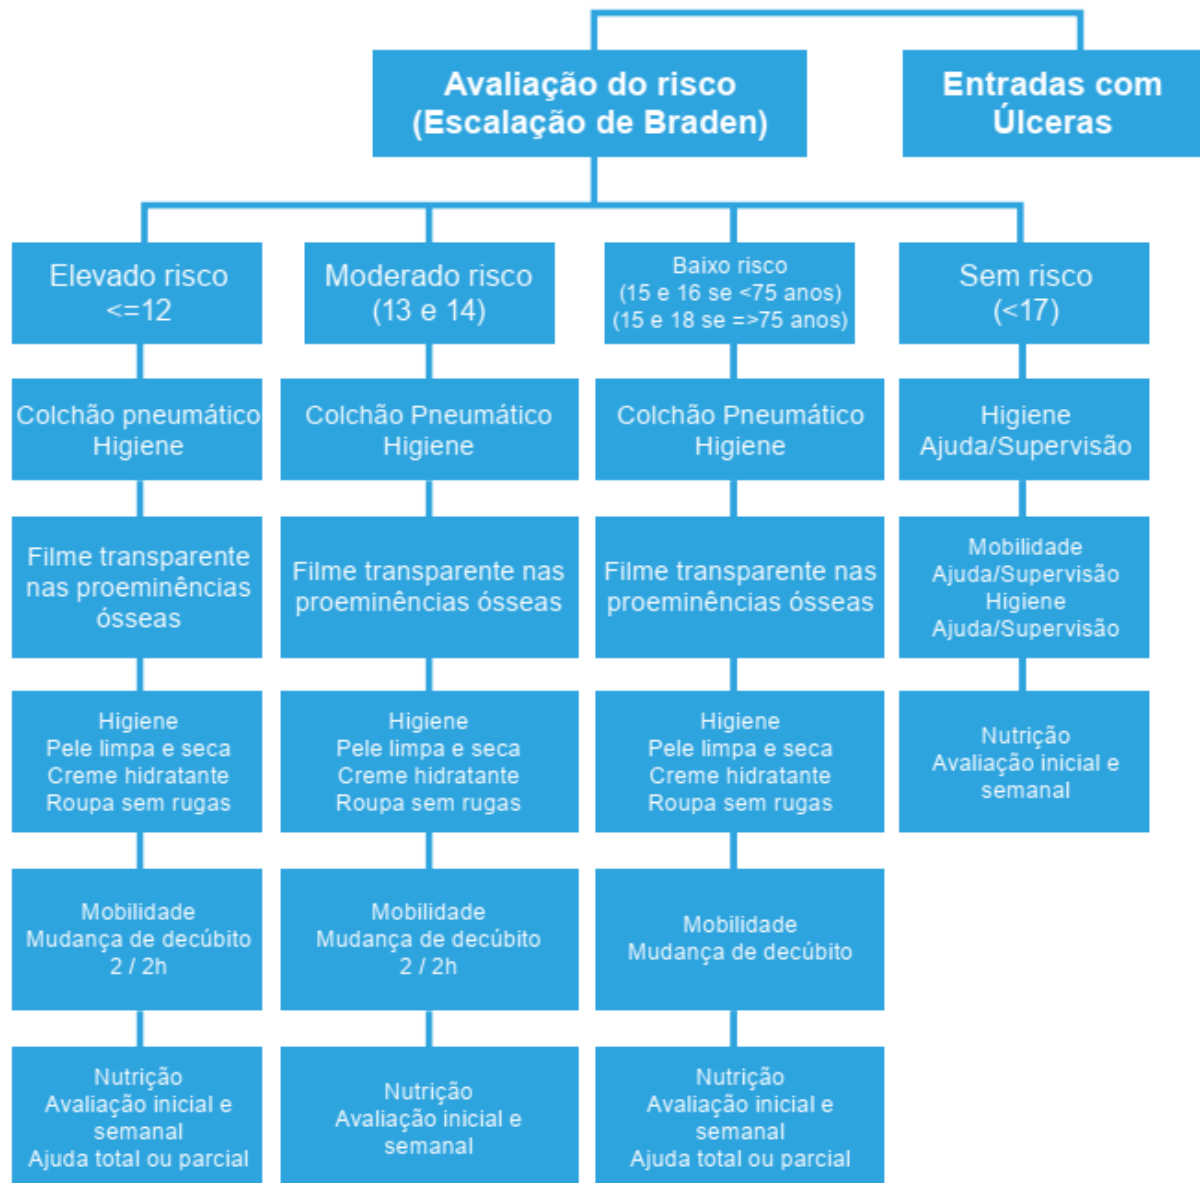 Avaliação do risco
(Escalação de Braden)
Entradas com
Úlceras
Elevado risco
<=12
Moderado risco
(13 e 14)
Baixo risco
(15 e 16 se <75 anos)
(15 e 18 se =>75 anos)
Sem risco
(<17)
Colchão pneumático
Higiene
Colchão Pneumático
Higiene
Colchão Pneumático
Higiene
Higiene
Ajuda/Supervisão
Filme transparente
nas proeminências
ósseas
Filme transparente nas
proeminências ósseas
Filme transparente nas
proeminências ósseas
Mobilidade
Ajuda/Supervisão
Higiene
Ajuda/Supervisão
Higiene
Pele limpa e seca
Creme hidratante
Roupa sem rugas
Higiene
Pele limpa e seca
Creme hidratante
Roupa sem rugas
Higiene
Pele limpa e seca
Creme hidratante
Roupa sem rugas
Nutrição
Avaliação inicial e
semanal
Mobilidade
Mudança de decúbito
2 / 2h
Mobilidade
Mudança de decúbito
2 / 2h
Mobilidade
Mudança de decúbito
Nutrição
Avaliação inicial e
semanal
Ajuda total ou parcial
Nutrição
Avaliação inicial e
semanal
Nutrição
Avaliação inicial e
semanal
Ajuda total ou parcial